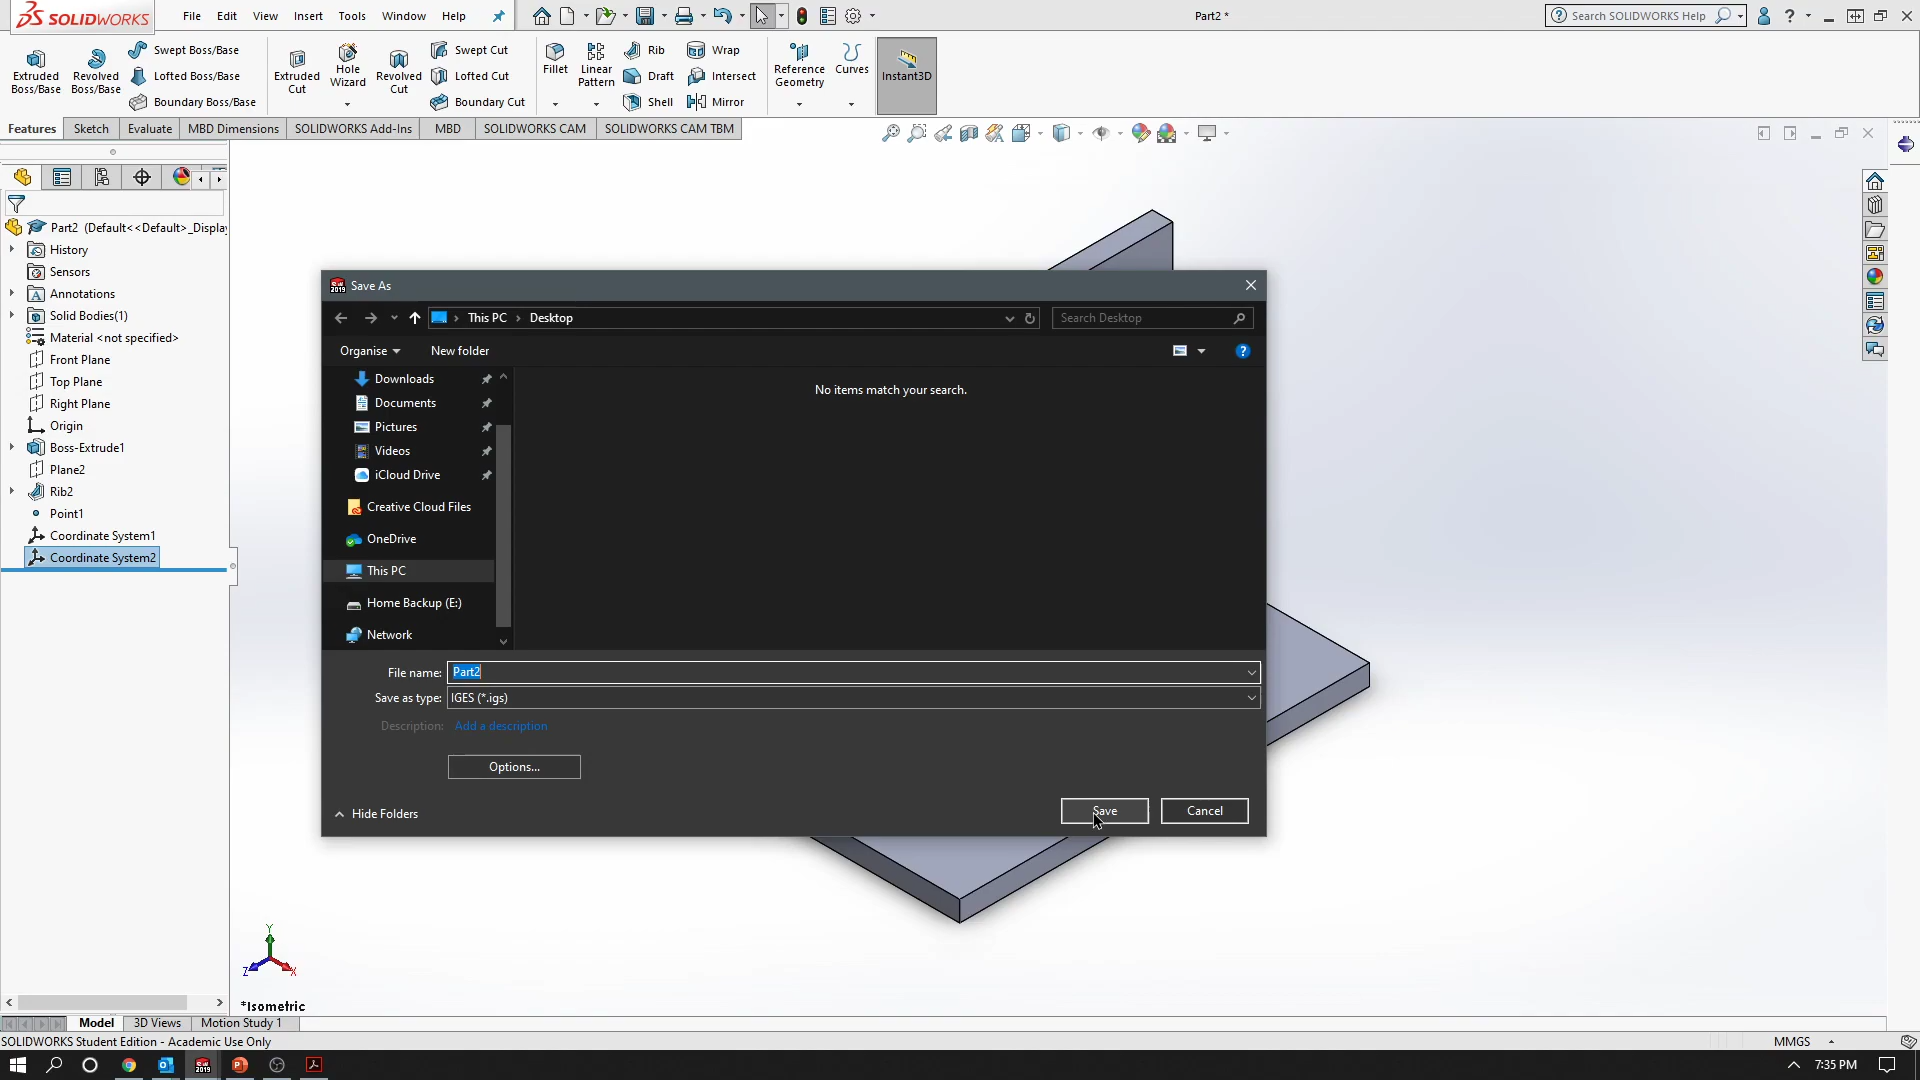 SOLIDWORKS
File Edit View Insert Tools Window Help
Part2 *
Search SOLIDWORKS Help
Extruded Boss/Base
Revolved Boss/Base
Swept Boss/Base
Lofted Boss/Base
Boundary Boss/Base
Extruded Cut
Hole Wizard
Revolved Cut
Swept Cut
Lofted Cut
Boundary Cut
Fillet
Linear Pattern
Rib
Draft
Shell
Wrap
Intersect
Mirror
Reference Geometry
Curves
Instant3D
Features Sketch Evaluate MBD Dimensions SOLIDWORKS Add-Ins MBD SOLIDWORKS CAM SOLIDWORKS CAM TBM
Part2 (Default<<Default>_Display
History
Sensors
Annotations
Solid Bodies(1)
Material <not specified>
Front Plane
Top Plane
Right Plane
Origin
Boss-Extrude1
Plane2
Rib2
Point1
Coordinate System1
Coordinate System2
Save As
This PC Desktop
Search Desktop
Organise New folder
Downloads
Documents
Pictures
Videos
iCloud Drive
Creative Cloud Files
OneDrive
This PC
Home Backup (E:)
Network
No items match your search.
File name: Part2
Save as type: IGES (*.igs)
Description: Add a description
Options...
Hide Folders
Save Cancel
Y
Z X
*Isometric
Model 3D Views Motion Study 1
SOLIDWORKS Student Edition - Academic Use Only
MMGS
7:35 PM